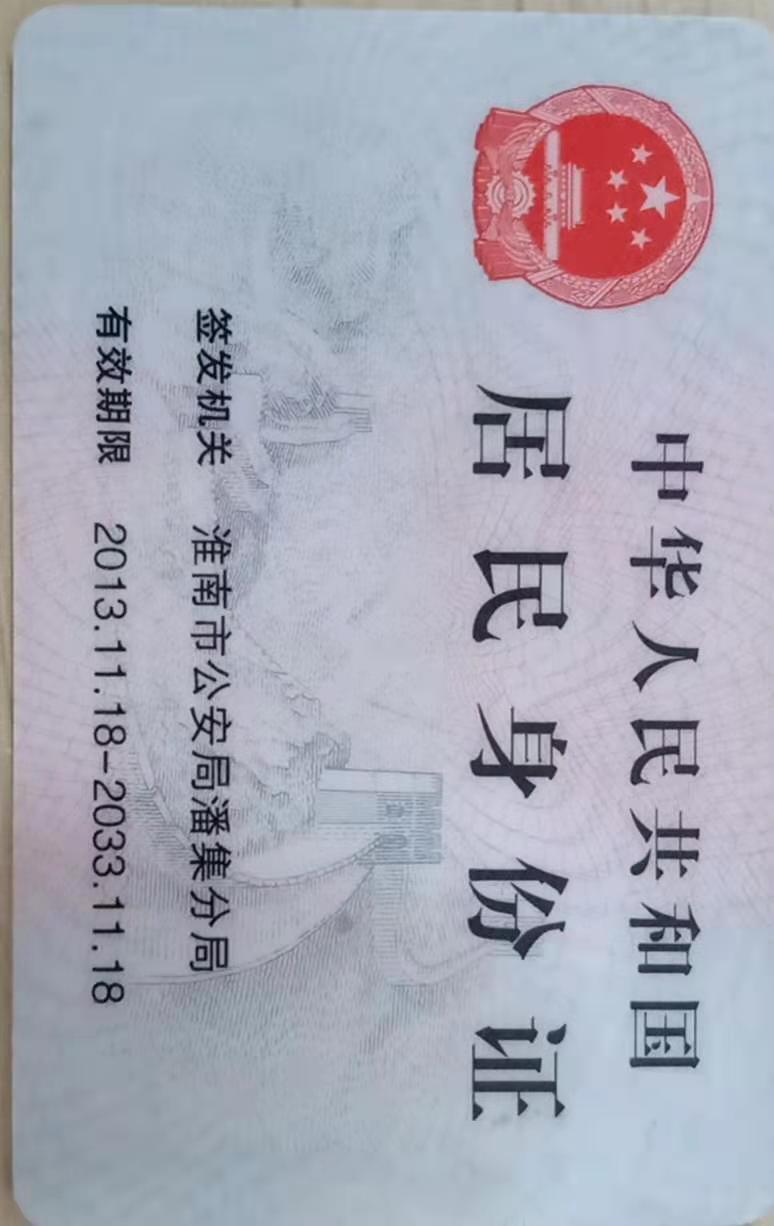 中华人民共和国
居民身份证
签发机关 淮南市公安局潘集分局
有效期限 2013.11.18-2033.11.18